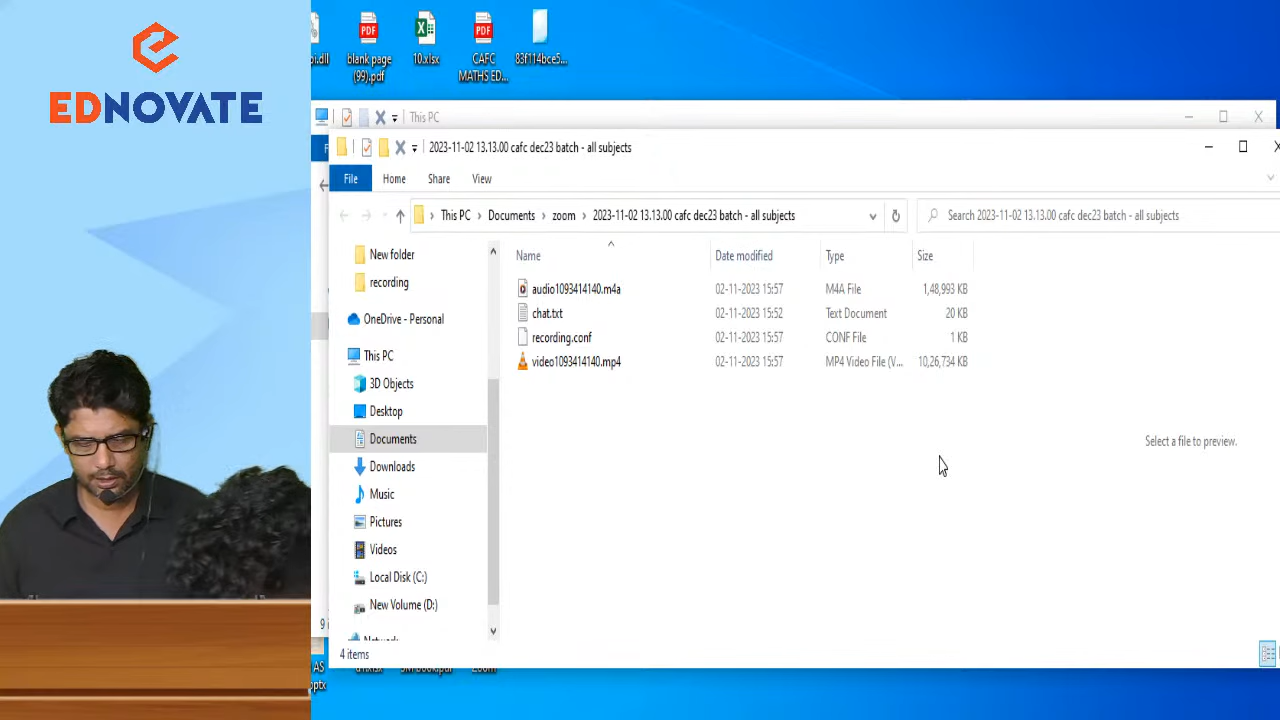 EDNOVATE
pi.dll
blank page
(99).pdf
10.xlsx
CAFC
MATHS ED...
83f114bce5...
This PC
2023-11-02 13.13.00 cafc dec23 batch - all subjects
File
Home
Share
View
This PC > Documents > zoom > 2023-11-02 13.13.00 cafc dec23 batch - all subjects
Search 2023-11-02 13.13.00 cafc dec23 batch - all subjects
Name
Date modified
Type
Size
audio1093414140.m4a
02-11-2023 15:57
M4A File
1,48,993 KB
chat.txt
02-11-2023 15:52
Text Document
20 KB
recording.conf
02-11-2023 15:57
CONF File
1 KB
video1093414140.mp4
02-11-2023 15:57
MP4 Video File (V...
10,26,734 KB
New folder
recording
OneDrive - Personal
This PC
3D Objects
Desktop
Documents
Downloads
Music
Pictures
Videos
Local Disk (C:)
New Volume (D:)
Network
Select a file to preview.
4 items
PDF
PDF